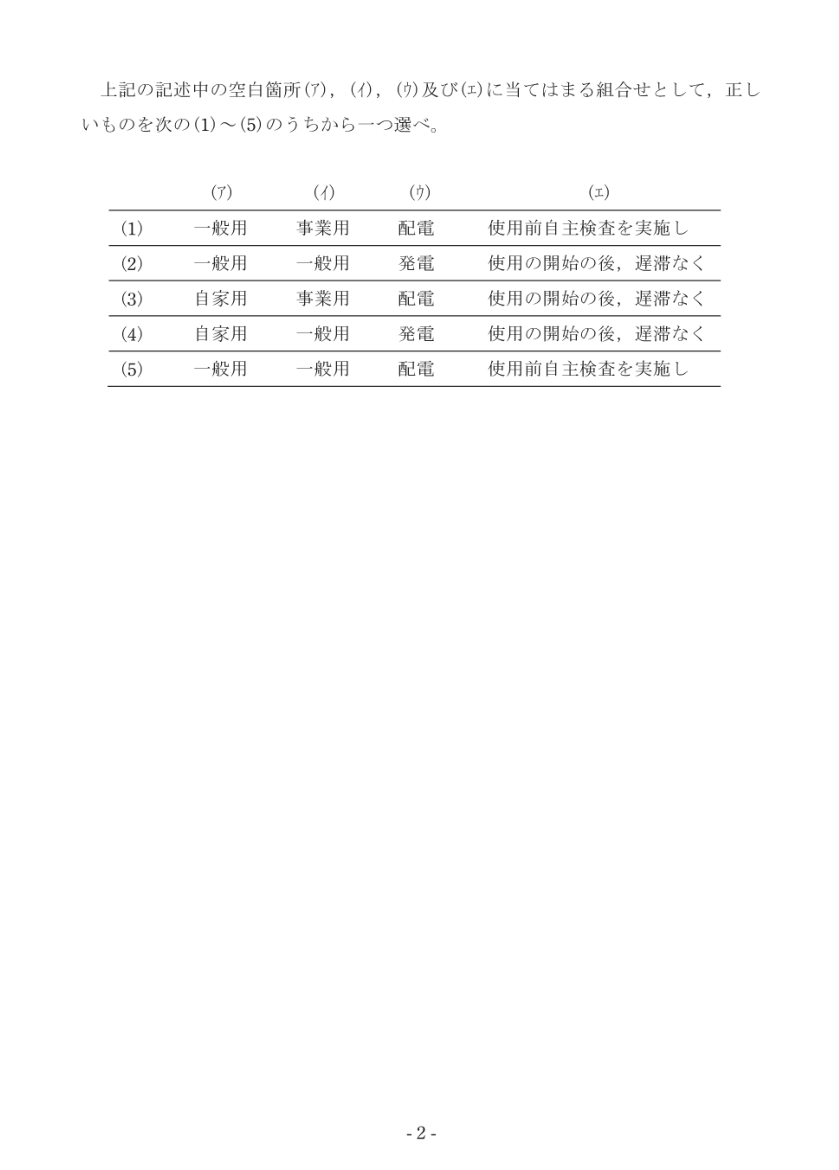 上記の記述中の空白箇所(ｱ)，(ｲ)，(ｳ)及び(ｴ)に当てはまる組合せとして，正し
いものを次の(1)～(5)のうちから一つ選べ。
(ｱ) (ｲ) (ｳ) (ｴ)
(1) 一般用 事業用 配電 使用前自主検査を実施し
(2) 一般用 一般用 発電 使用の開始の後，遅滞なく
(3) 自家用 事業用 配電 使用の開始の後，遅滞なく
(4) 自家用 一般用 発電 使用の開始の後，遅滞なく
(5) 一般用 一般用 配電 使用前自主検査を実施し
- 2 -